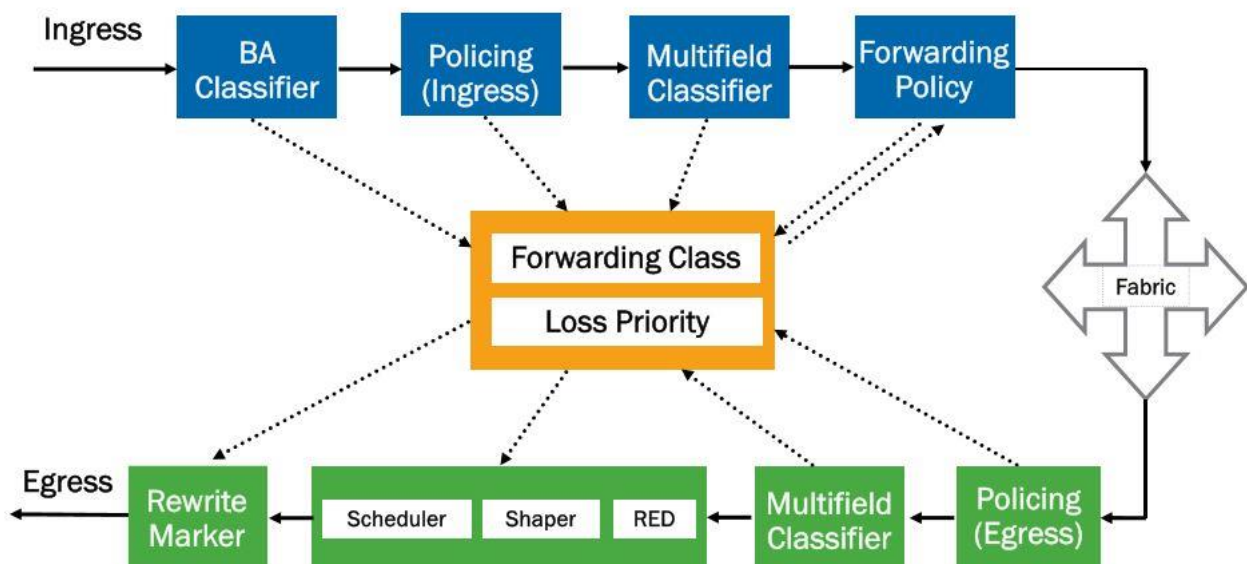 Ingress
BA
Classifier
Policing
(Ingress)
Multifield
Classifier
Forwarding
Policy
Forwarding Class
Loss Priority
Fabric
Egress
Rewrite
Marker
Scheduler
Shaper
RED
Multifield
Classifier
Policing
(Egress)